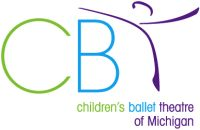 CB
children's ballet theatre
of Michigan